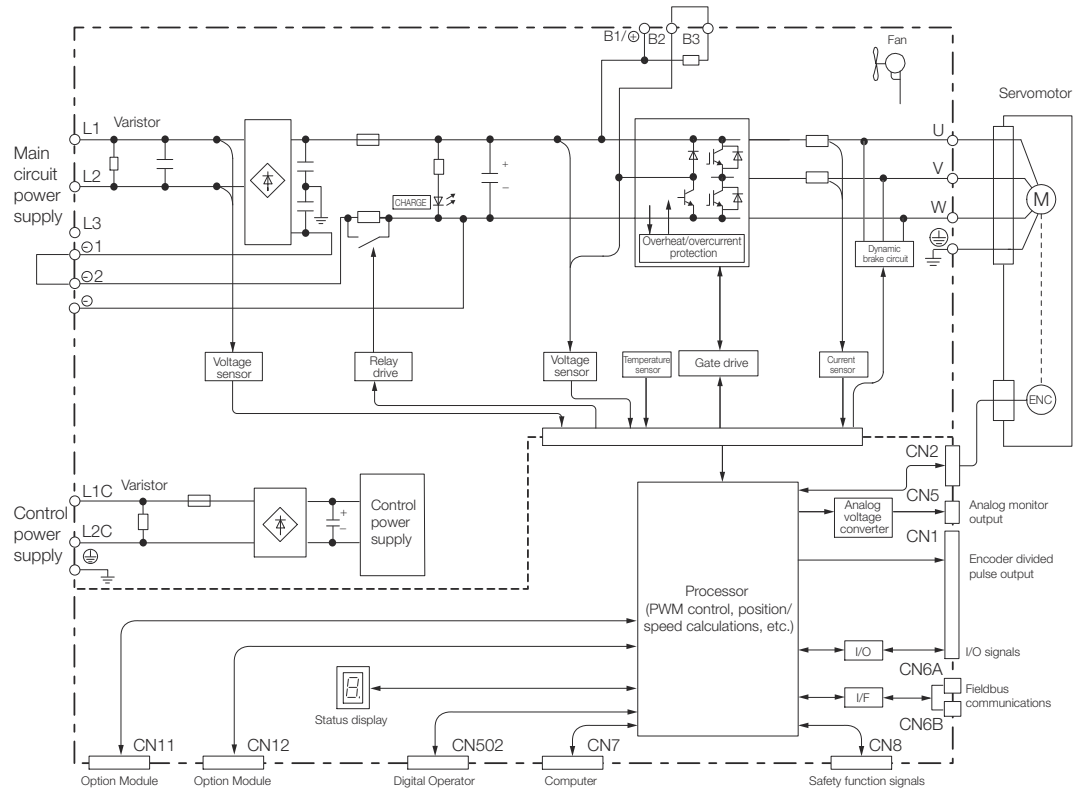 B1/⊕
B2
B3
Fan
Servomotor
Main
circuit
power
supply
L1
Varistor
L2
L3
⊖1
⊖2
⊖
CHARGE
+
−
Overheat/overcurrent
protection
U
V
W
M
Dynamic
brake circuit
Voltage
sensor
Relay
drive
Voltage
sensor
Temperature
sensor
Gate drive
Current
sensor
ENC
Control
power
supply
L1C
Varistor
L2C
+
−
Control
power
supply
CN2
CN5
Analog
voltage
converter
Analog monitor
output
CN1
Encoder divided
pulse output
Processor
(PWM control, position/
speed calculations, etc.)
I/O
I/O signals
CN6A
I/F
Fieldbus
communications
CN6B
8.
Status display
CN11
Option Module
CN12
Option Module
CN502
Digital Operator
CN7
Computer
CN8
Safety function signals